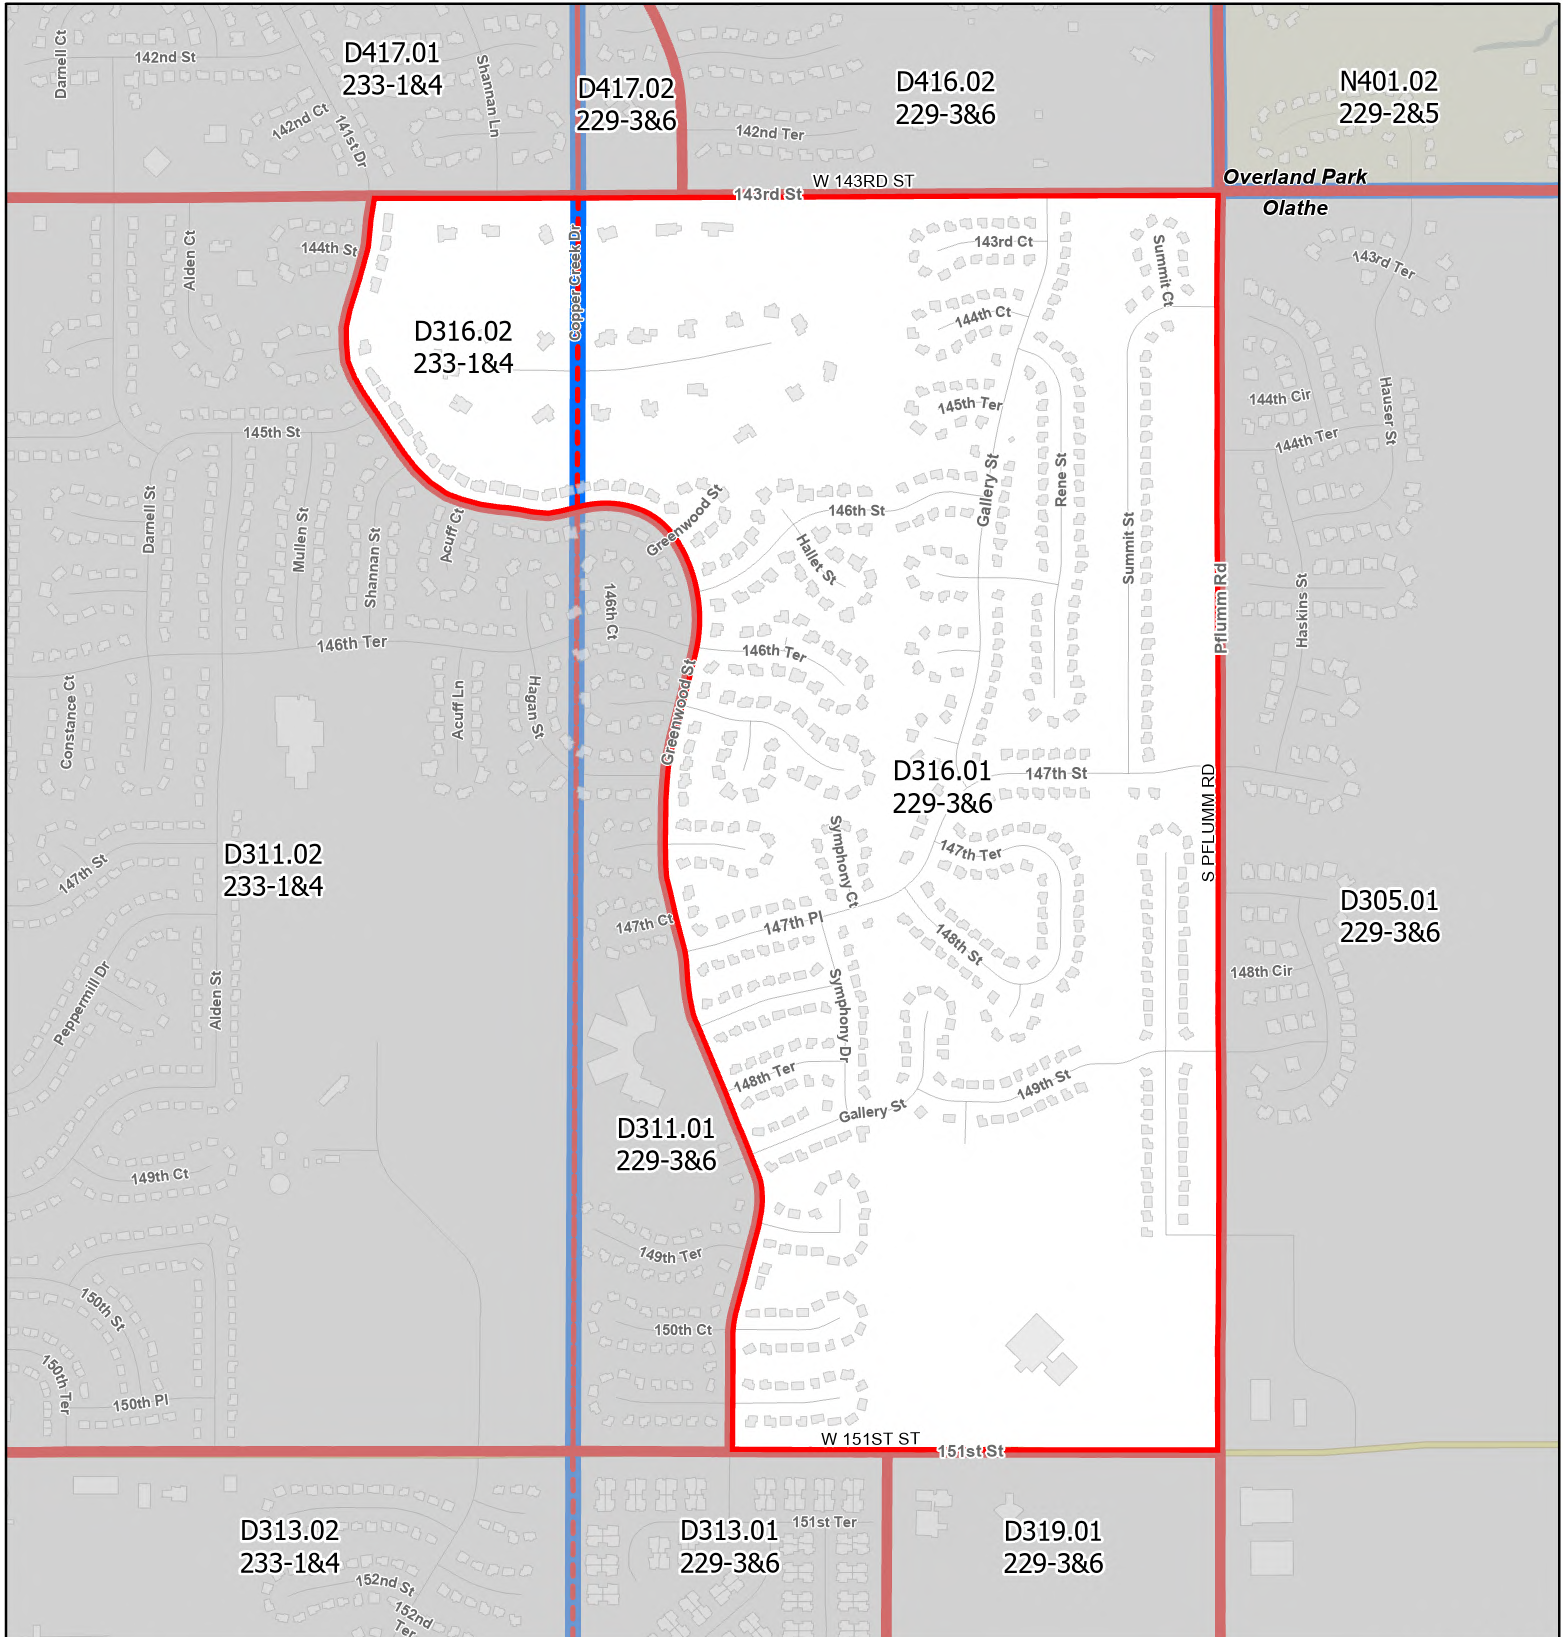 Darnell Ct
142nd St
D417.01
233-1&4
Shannan Ln
142nd Ct
141st Dr
D417.02
229-3&6
D416.02
229-3&6
142nd Ter
N401.02
229-2&5
W 143RD ST
143rd St
Overland Park
Olathe
Alden Ct
144th St
Copper Creek Dr
143rd Ct
Summit Ct
143rd Ter
D316.02
233-1&4
144th Ct
145th Ter
144th Cir
Hauser St
144th Ter
145th St
Darnell St
Mullen St
Shannan St
Acuff Ct
Greenwood St
146th St
Hallet St
Gallery St
Rene St
Summit St
Pflumm Rd
Haskins St
146th Ct
146th Ter
146th Ter
Constance Ct
Acuff Ln
Hagan St
Greenwood St
D316.01
229-3&6
147th St
S PFLUMM RD
D311.02
233-1&4
147th St
Symphony Ct
147th Ter
D305.01
229-3&6
147th Ct
147th Pl
148th St
148th Cir
Peppermill Dr
Alden St
Symphony Dr
148th Ter
149th St
Gallery St
D311.01
229-3&6
149th Ct
149th Ter
150th St
150th Ct
150th Ter
150th Pl
W 151ST ST
151st St
D313.02
233-1&4
D313.01
229-3&6
151st Ter
D319.01
229-3&6
152nd St
152nd
Ter